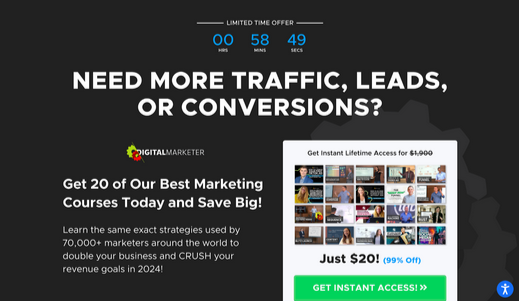 LIMITED TIME OFFER
00 58 49
HRS MINS SECS
NEED MORE TRAFFIC, LEADS,
OR CONVERSIONS?
DIGITALMARKETER
Get 20 of Our Best Marketing
Courses Today and Save Big!
Learn the same exact strategies used by
70,000+ marketers around the world to
double your business and CRUSH your
revenue goals in 2024!
Get Instant Lifetime Access for $1,900
Just $20! (99% Off)
GET INSTANT ACCESS! »